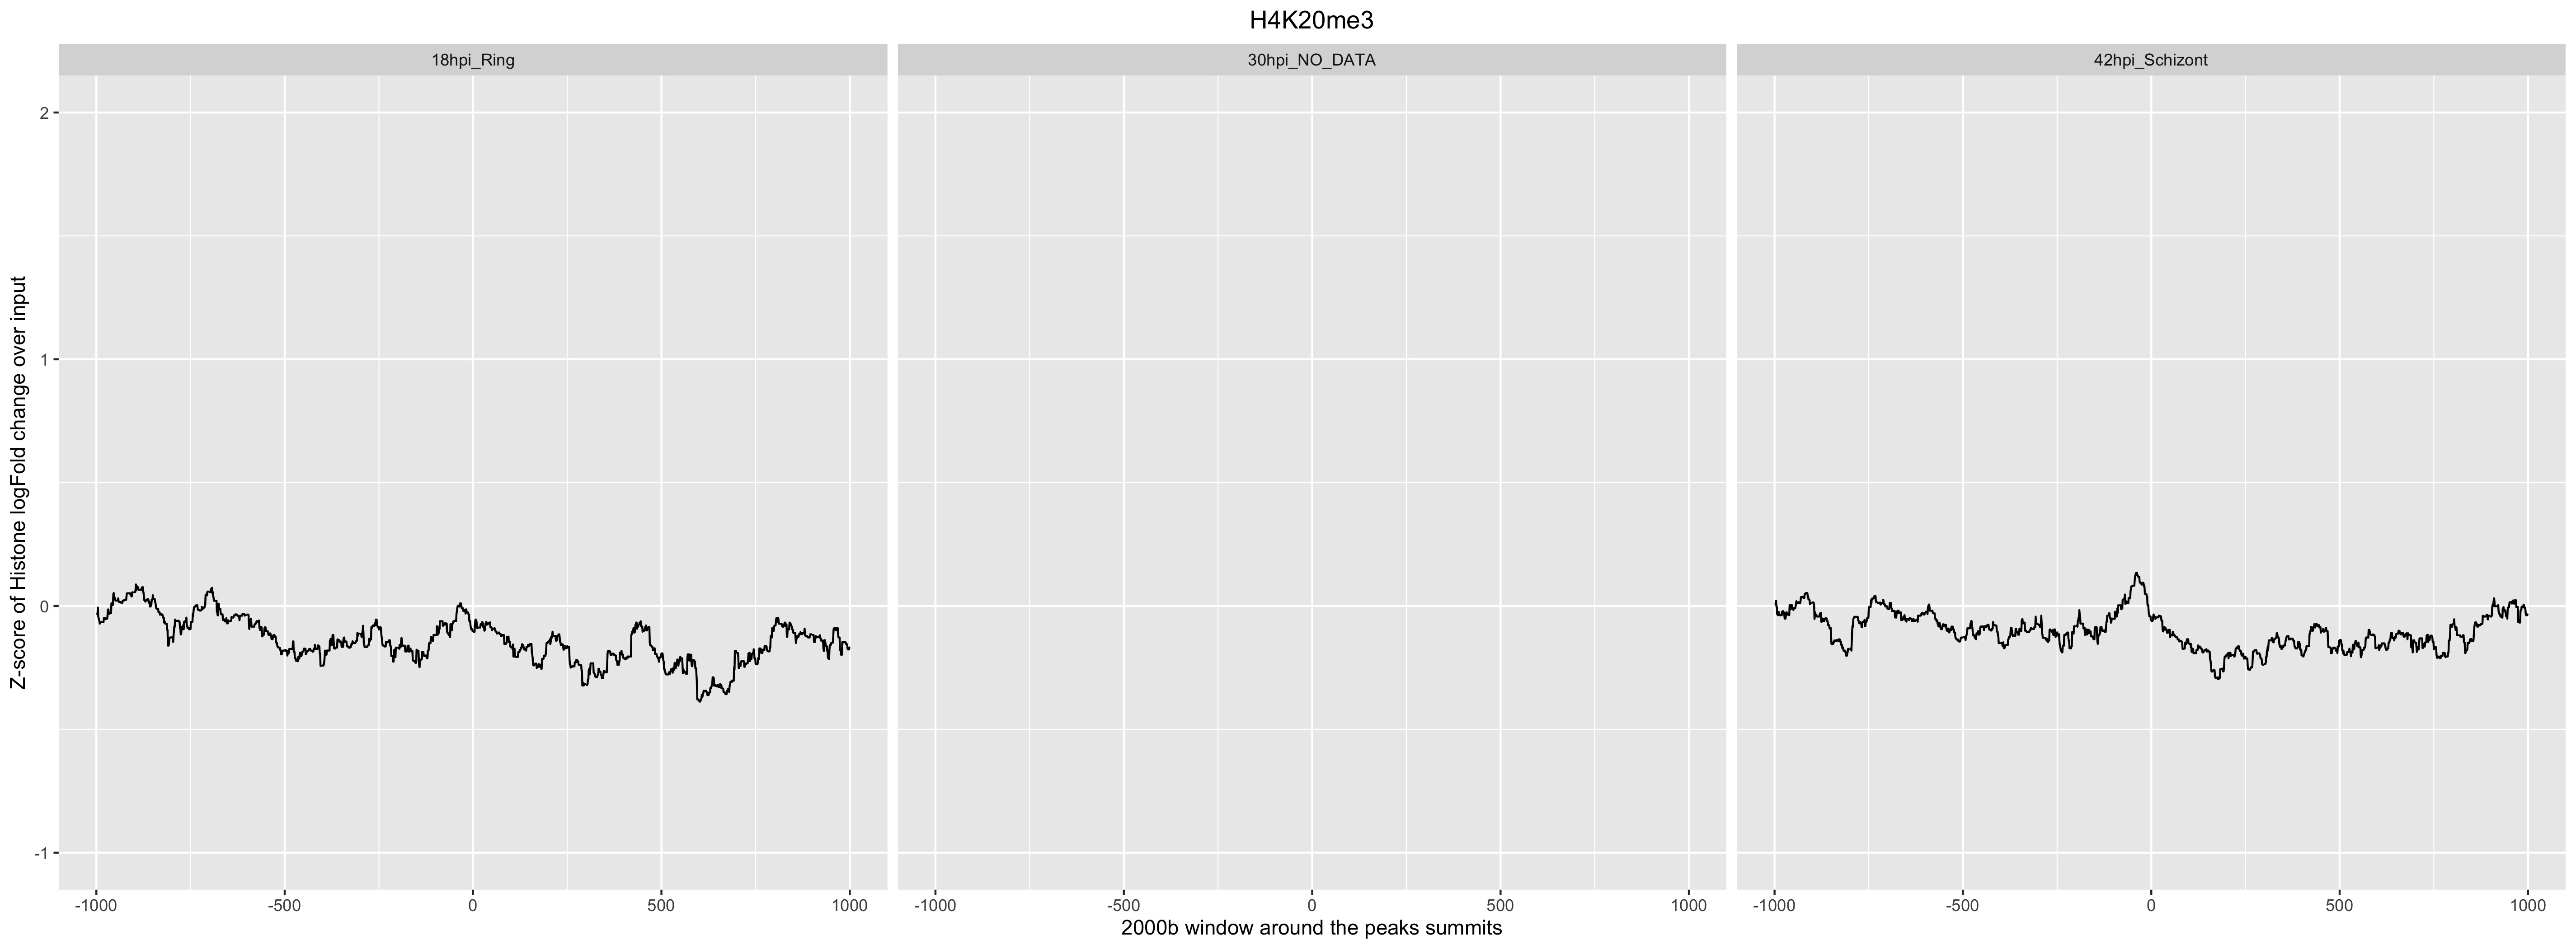 H4K20me3
18hpi_Ring
30hpi_NO_DATA
42hpi_Schizont
Z-score of Histone logFold change over input
2
1
0
-1
-1000 -500 0 500 1000
-1000 -500 0 500 1000
-1000 -500 0 500 1000
2000b window around the peaks summits